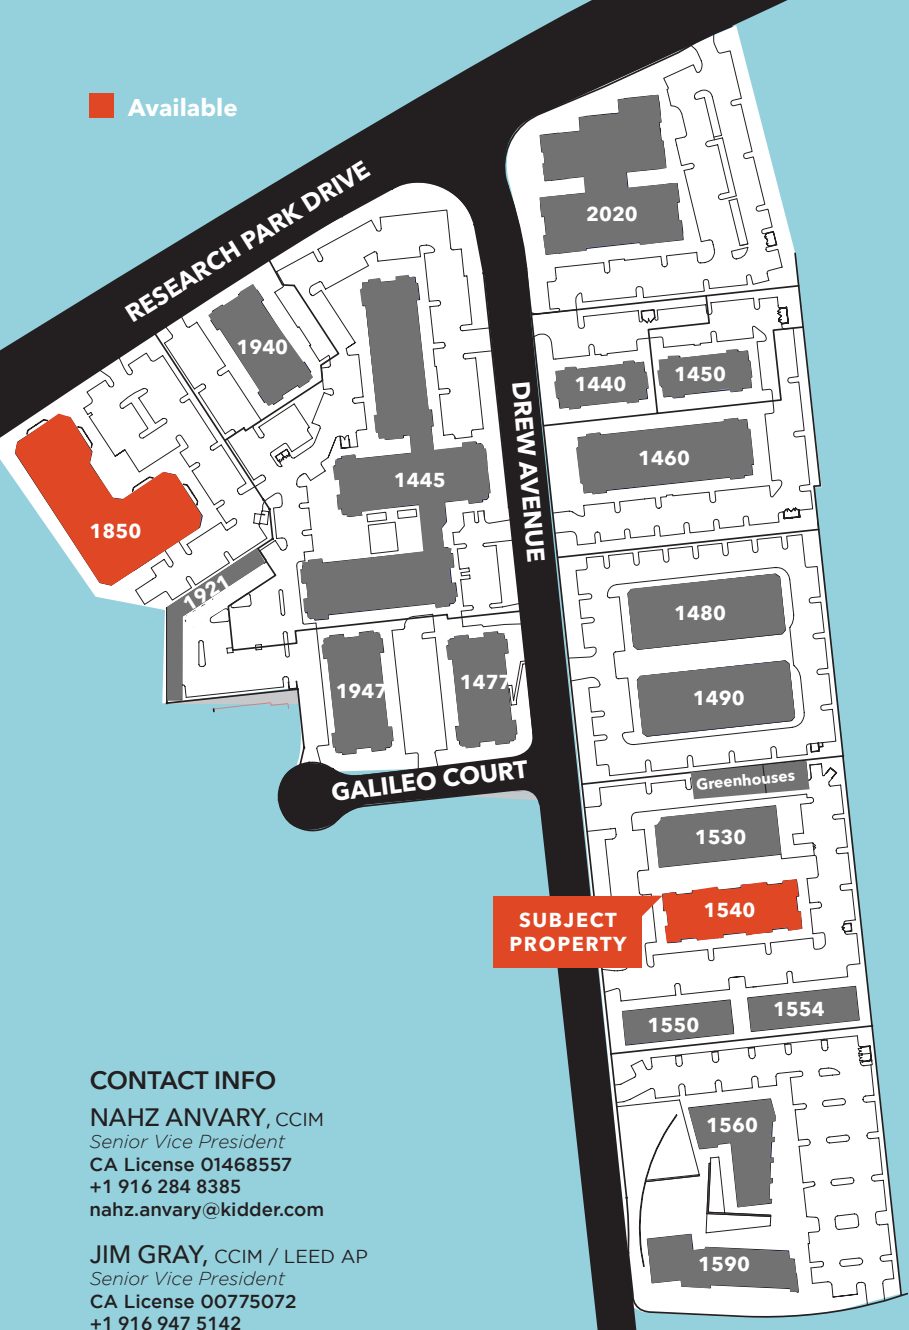 Available
RESEARCH PARK DRIVE
2020
1940
1440
1450
DREW AVENUE
1460
1445
1850
1921
1480
1947
1477
1490
GALILEO COURT
Greenhouses
1530
SUBJECT
PROPERTY
1540
1550
1554
CONTACT INFO
NAHZ ANVARY, CCIM
Senior Vice President
CA License 01468557
+1 916 284 8385
nahz.anvary@kidder.com
1560
JIM GRAY, CCIM / LEED AP
Senior Vice President
CA License 00775072
+1 916 947 5142
1590